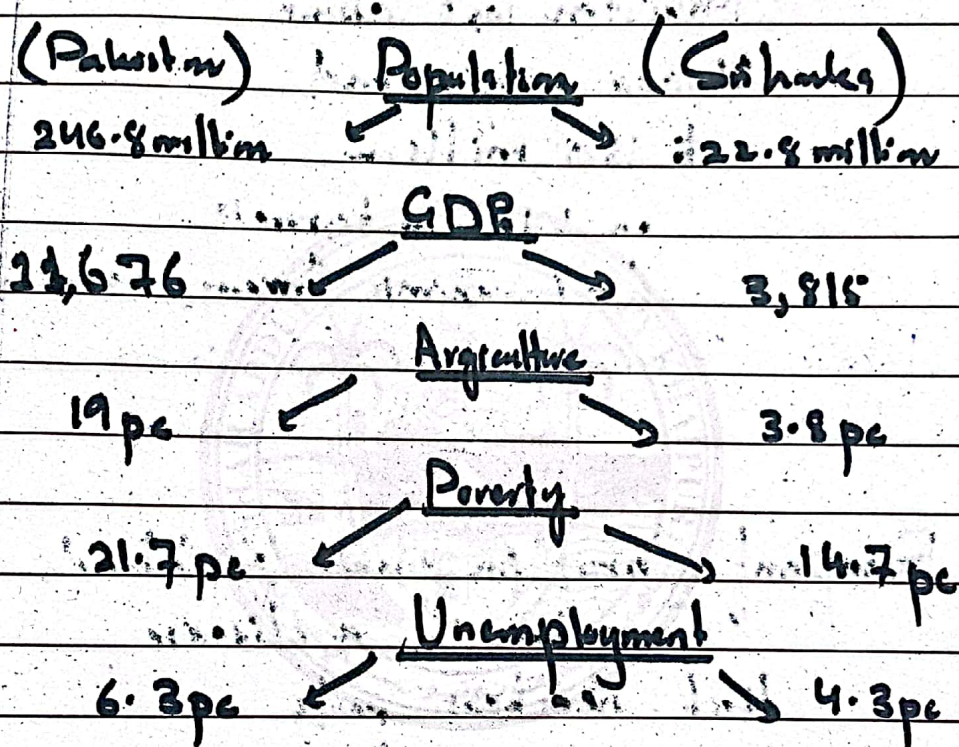 (Pakistan) Population (Sri Lanka)
246.8 million : 22.8 million
GDP
11,676 3,815
Argiculture
19 pc 3.8 pc
Poverty
21.7 pc 14.7 pc
Unemployment
6.3 pc 4.3 pc